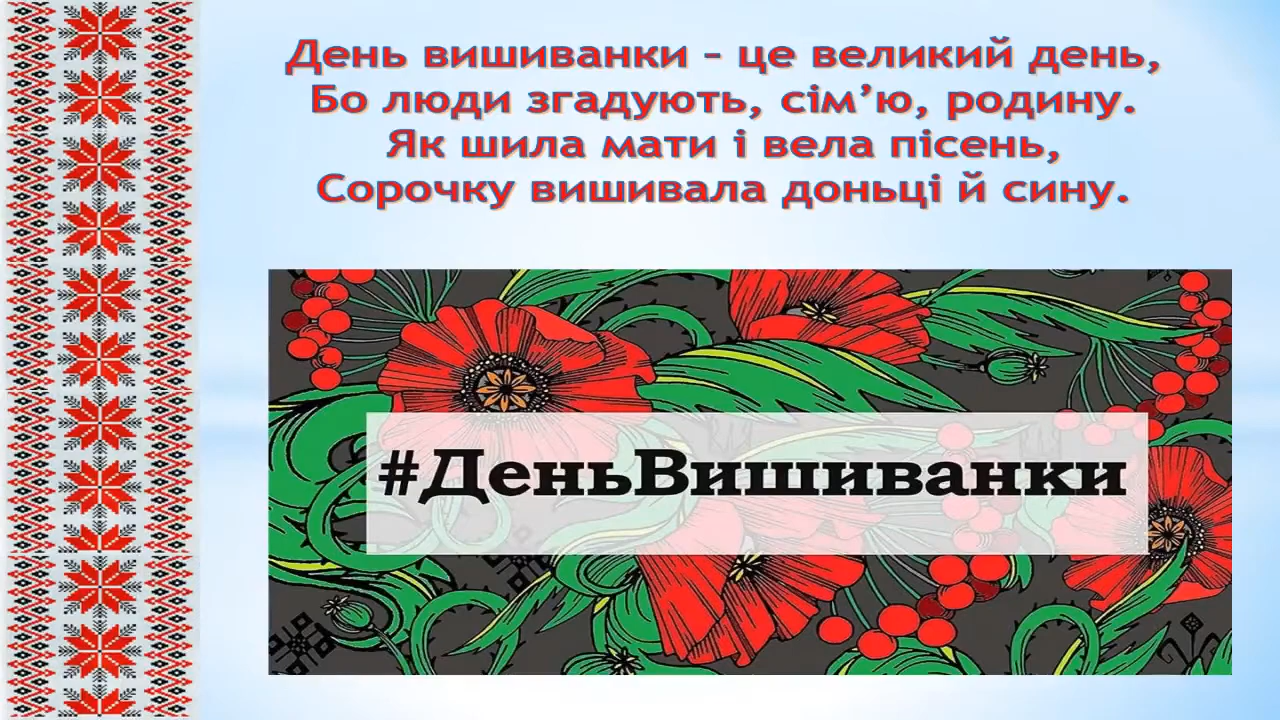 День вишиванки – це великий день,
Бо люди згадують, сім’ю, родину.
Як шила мати і вела пісень,
Сорочку вишивала доньці й сину.
#ДеньВишиванки